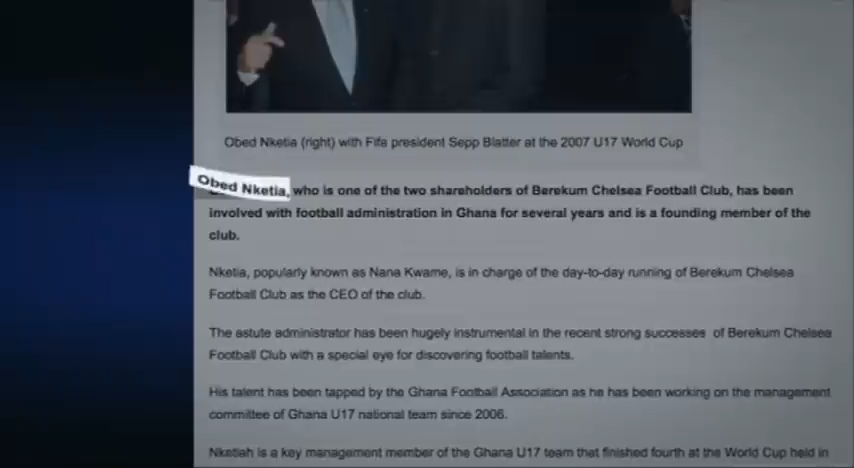 Obed Nketia (right) with Fifa president Sepp Blatter at the 2007 U17 World Cup
Obed Nketia, who is one of the two shareholders of Berekum Chelsea Football Club, has been
involved with football administration in Ghana for several years and is a founding member of the
club.
Nketia, popularly known as Nana Kwame, is in charge of the day-to-day running of Berekum Chelsea
Football Club as the CEO of the club.
The astute administrator has been hugely instrumental in the recent strong successes of Berekum Chelsea
Football Club with a special eye for discovering football talents.
His talent has been tapped by the Ghana Football Association as he has been working on the management
committee of Ghana U17 national team since 2006.
Nketiah is a key management member of the Ghana U17 team that finished fourth at the World Cup held in